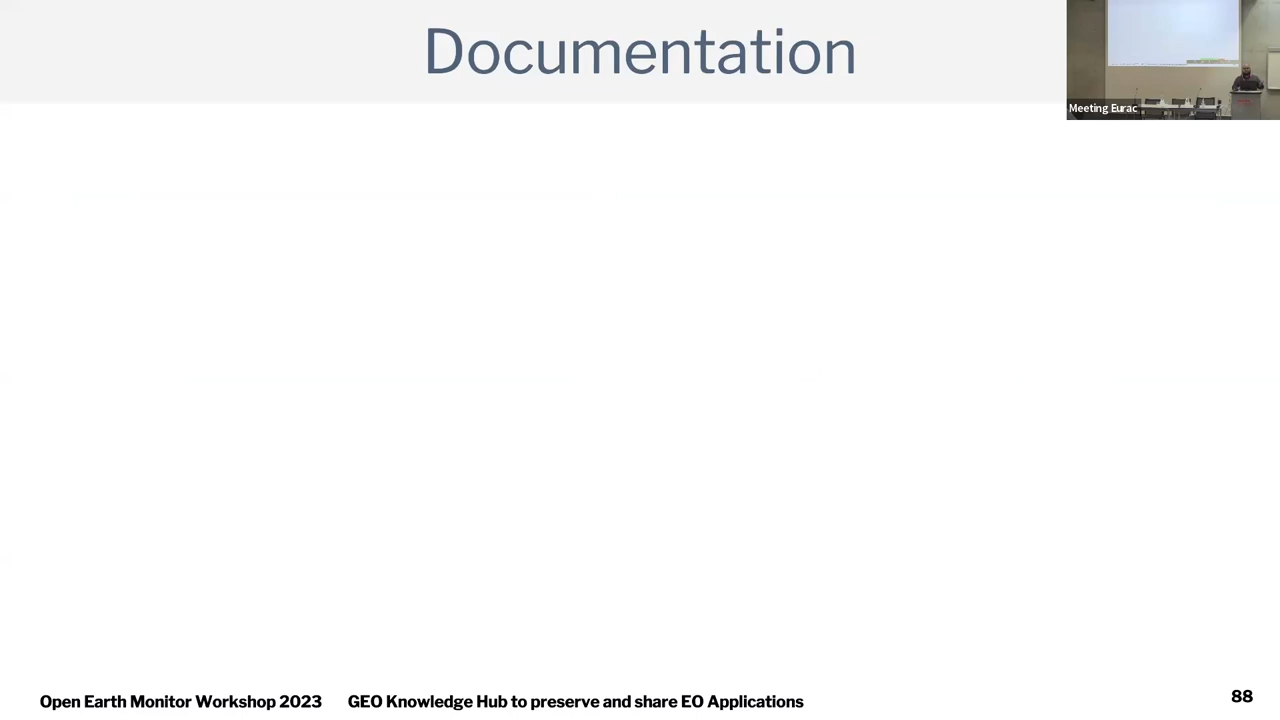 Documentation
Meeting Eurac
Open Earth Monitor Workshop 2023 GEO Knowledge Hub to preserve and share EO Applications
88